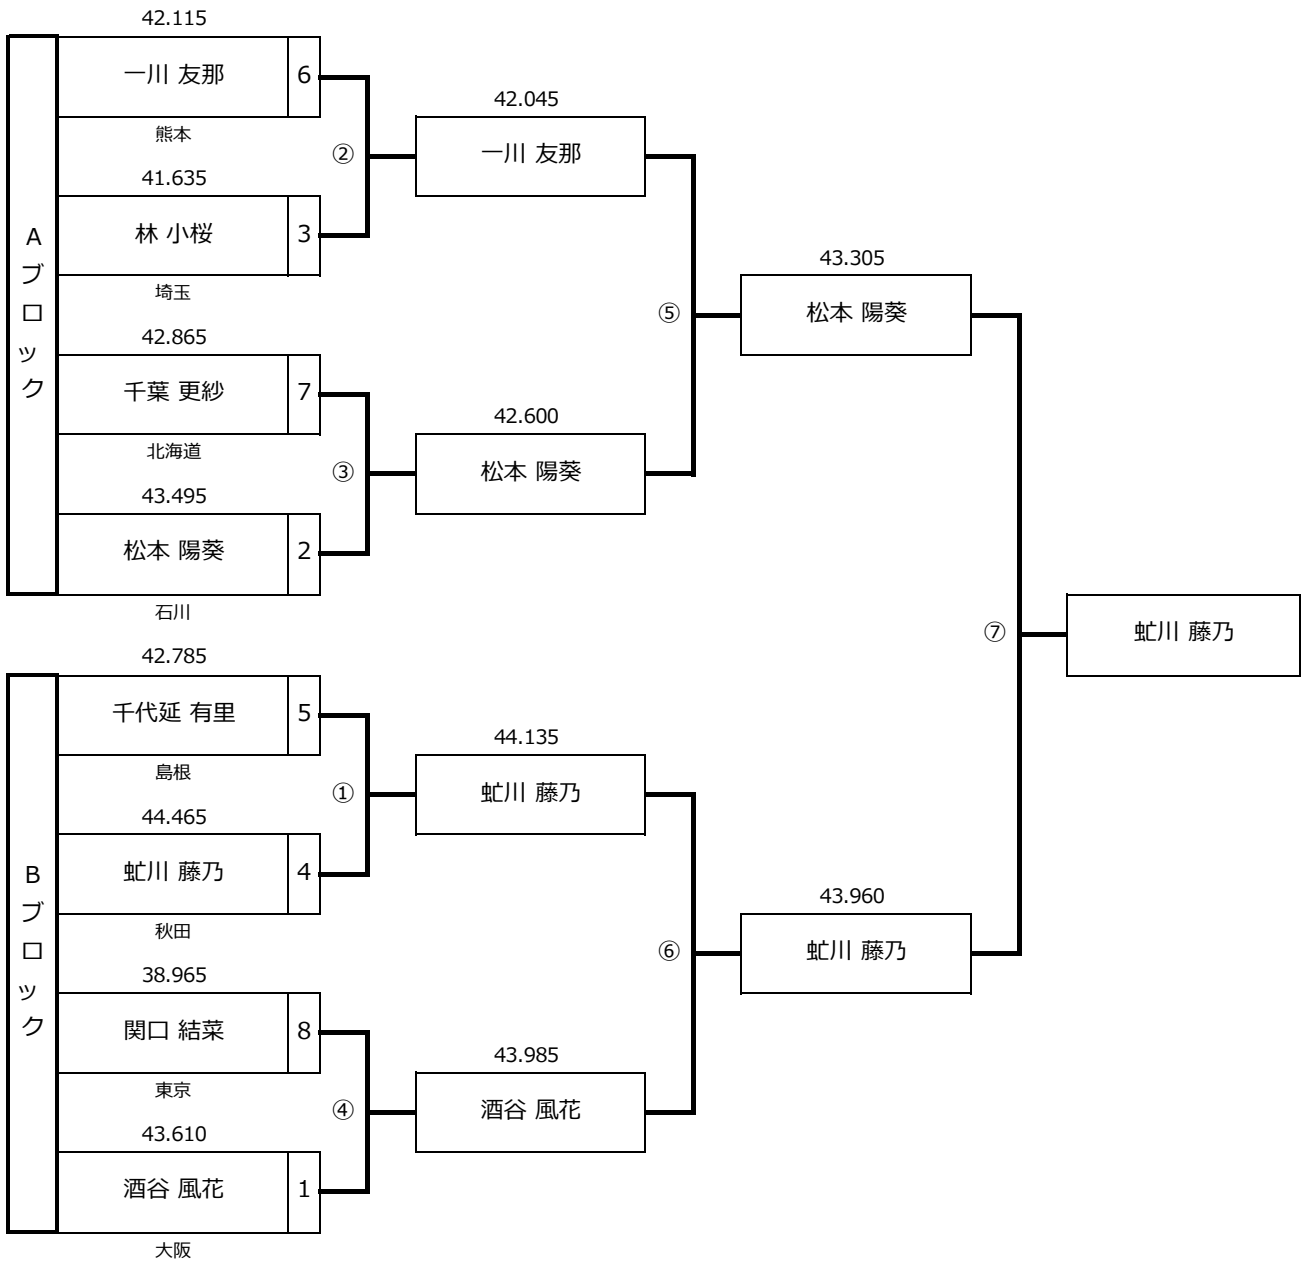 42.115
一川 友那 6
熊本
41.635
林 小桜 3
埼玉
42.865
千葉 更紗 7
北海道
43.495
松本 陽葵 2
石川
Aブロック
②
③
42.045
一川 友那
42.600
松本 陽葵
⑤
43.305
松本 陽葵
42.785
千代延 有里 5
島根
44.465
虻川 藤乃 4
秋田
38.965
関口 結菜 8
東京
43.610
酒谷 風花 1
大阪
Bブロック
①
④
44.135
虻川 藤乃
43.985
酒谷 風花
⑥
43.960
虻川 藤乃
⑦
虻川 藤乃